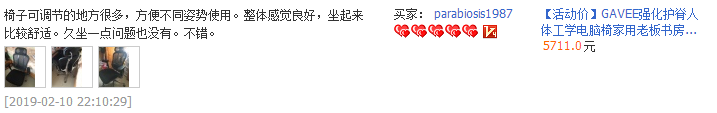 椅子可调节的地方很多，方便不同姿势使用。整体感觉良好，坐起来
比较舒适。久坐一点问题也没有。不错。
[2019-02-10 22:10:29]
买家： parabiosis1987
【活动价】GAVEE强化护脊人
体工学电脑椅家用老板书房...
5711.0元